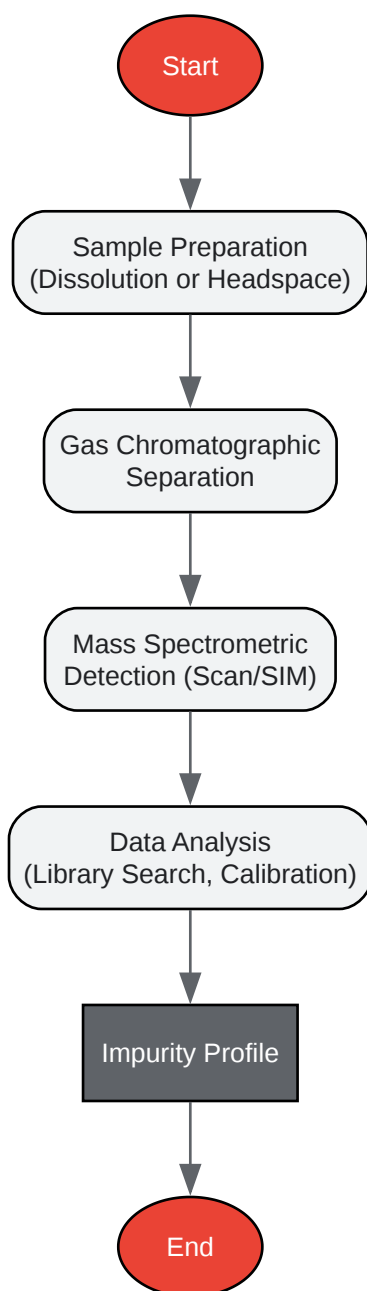 Start
Sample Preparation
(Dissolution or Headspace)
Gas Chromatographic
Separation
Mass Spectrometric
Detection (Scan/SIM)
Data Analysis
(Library Search, Calibration)
Impurity Profile
End